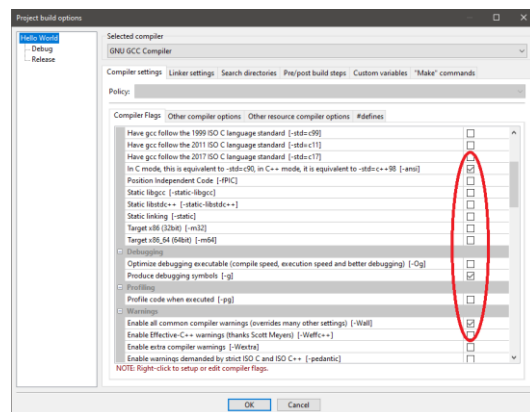 Project build options
Hello World
Debug
Release
Selected compiler
GNU GCC Compiler
Compiler settings Linker settings Search directories Pre/post build steps Custom variables "Make" commands
Policy:
Compiler Flags Other compiler options Other resource compiler options #defines
Have gcc follow the 1999 ISO C language standard [-std=c99]
Have gcc follow the 2011 ISO C language standard [-std=c11]
Have gcc follow the 2017 ISO C language standard [-std=c17]
In C mode, this is equivalent to -std=c90, in C++ mode, it is equivalent to -std=c++98 [-ansi]
Position Independent Code [-fPIC]
Static libgcc [-static-libgcc]
Static libstdc++ [-static-libstdc++]
Static linking [-static]
Target x86 (32bit) [-m32]
Target x86_64 (64bit) [-m64]
Debugging
Optimize debugging executable (compile speed, execution speed and better debugging) [-Og]
Produce debugging symbols [-g]
Profiling
Profile code when executed [-pg]
Warnings
Enable all common compiler warnings (overrides many other settings) [-Wall]
Enable Effective-C++ warnings (thanks Scott Meyers) [-Weffc++]
Enable extra compiler warnings [-Wextra]
Enable warnings demanded by strict ISO C and ISO C++ [-pedantic]
NOTE: Right-click to setup or edit compiler flags.
OK Cancel